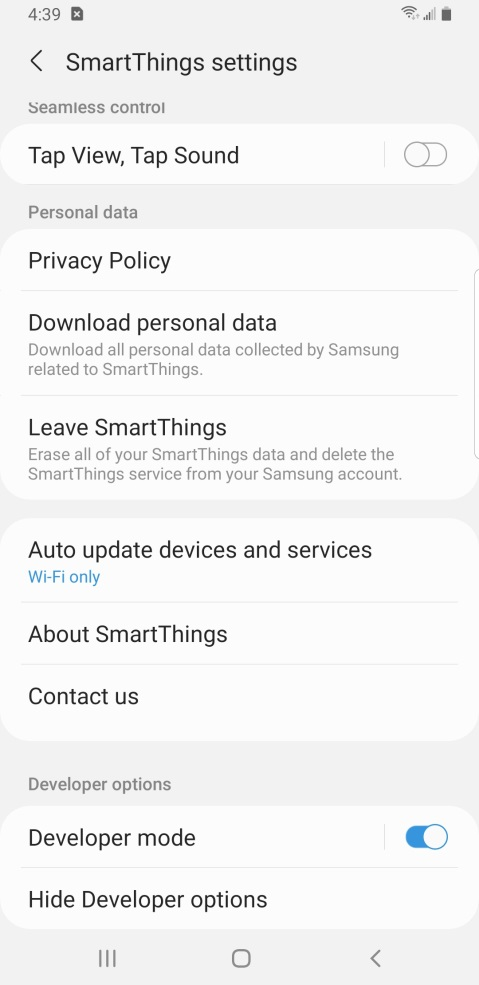 4:39
SmartThings settings
Seamless control
Tap View, Tap Sound
Personal data
Privacy Policy
Download personal data
Download all personal data collected by Samsung
related to SmartThings.
Leave SmartThings
Erase all of your SmartThings data and delete the
SmartThings service from your Samsung account.
Auto update devices and services
Wi-Fi only
About SmartThings
Contact us
Developer options
Developer mode
Hide Developer options